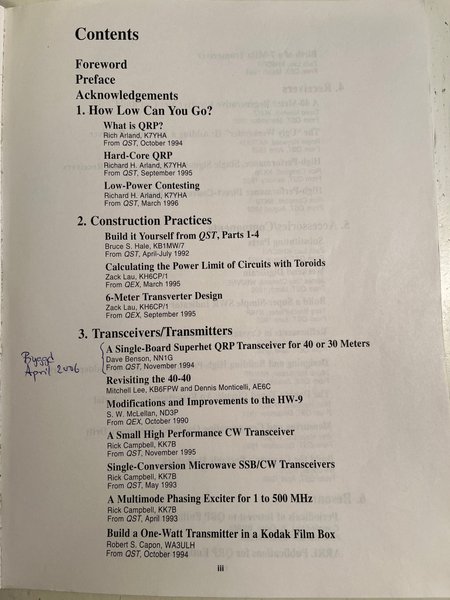 Contents
Foreword
Preface
Acknowledgements
1. How Low Can You Go?
What is QRP?
Rich Arland, K7YHA
From QST, October 1994
Hard-Core QRP
Richard H. Arland, K7YHA
From QST, September 1995
Low-Power Contesting
Richard H. Arland, K7YHA
From QST, March 1996
2. Construction Practices
Build it Yourself from QST, Parts 1-4
Bruce S. Hale, KB1MW/7
From QST, April-July 1992
Calculating the Power Limit of Circuits with Toroids
Zack Lau, KH6CP/1
From QEX, March 1995
6-Meter Transverter Design
Zack Lau, KH6CP/1
From QEX, September 1995
3. Transceivers/Transmitters
A Single-Board Superhet QRP Transceiver for 40 or 30 Meters
Dave Benson, NN1G
From QST, November 1994
Byggd
April 2006
Revisiting the 40-40
Mitchell Lee, KB6FPW and Dennis Monticelli, AE6C
Modifications and Improvements to the HW-9
S. W. McLellan, ND3P
From QEX, October 1990
A Small High Performance CW Transceiver
Rick Campbell, KK7B
From QST, November 1995
Single-Conversion Microwave SSB/CW Transceivers
Rick Campbell, KK7B
From QST, May 1993
A Multimode Phasing Exciter for 1 to 500 MHz
Rick Campbell, KK7B
From QST, April 1993
Build a One-Watt Transmitter in a Kodak Film Box
Robert S. Capon, WA3ULH
From QST, October 1994
iii